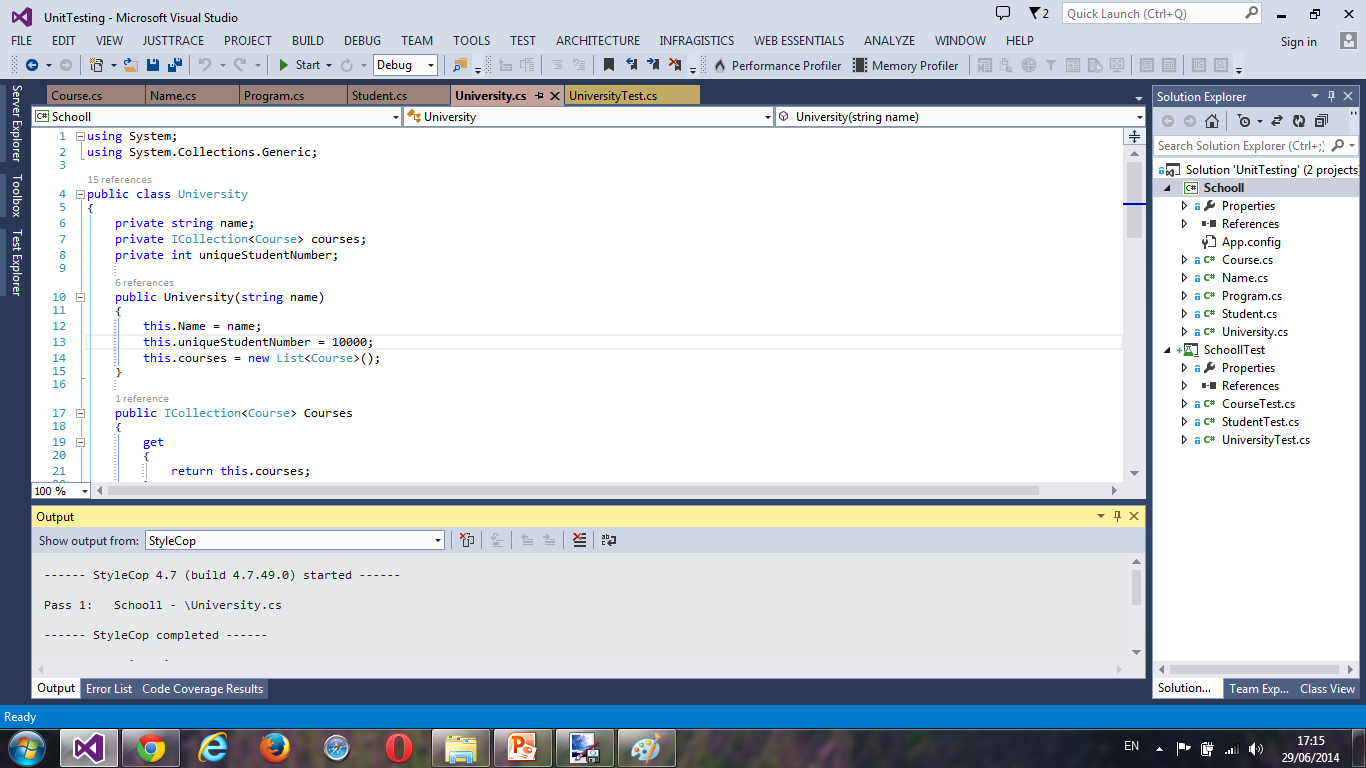 UnitTesting - Microsoft Visual Studio
2
Quick Launch (Ctrl+Q)
FILE EDIT VIEW JUSTTRACE PROJECT BUILD DEBUG TEAM TOOLS TEST ARCHITECTURE INFRAGISTICS WEB ESSENTIALS ANALYZE WINDOW HELP
Sign in
Start Debug Performance Profiler Memory Profiler
Server Explorer
Toolbox
Test Explorer
Course.cs Name.cs Program.cs Student.cs University.cs UniversityTest.cs
C# Schooll University University(string name)
1 using System;
2 using System.Collections.Generic;
3
15 references
4 public class University
5 {
6 private string name;
7 private ICollection<Course> courses;
8 private int uniqueStudentNumber;
9
6 references
10 public University(string name)
11 {
12 this.Name = name;
13 this.uniqueStudentNumber = 10000;
14 this.courses = new List<Course>();
15 }
16
1 reference
17 public ICollection<Course> Courses
18 {
19 get
20 {
21 return this.courses;
100 %
Output
Show output from: StyleCop
------ StyleCop 4.7 (build 4.7.49.0) started ------
Pass 1: Schooll - \University.cs
------ StyleCop completed ------
Output Error List Code Coverage Results
Solution Explorer
Search Solution Explorer (Ctrl+;)
Solution 'UnitTesting' (2 projects)
C# Schooll
Properties
References
App.config
C# Course.cs
C# Name.cs
C# Program.cs
C# Student.cs
C# University.cs
SchoollTest
Properties
References
C# CourseTest.cs
C# StudentTest.cs
C# UniversityTest.cs
Solution... Team Exp... Class View
Ready
EN
17:15
29/06/2014